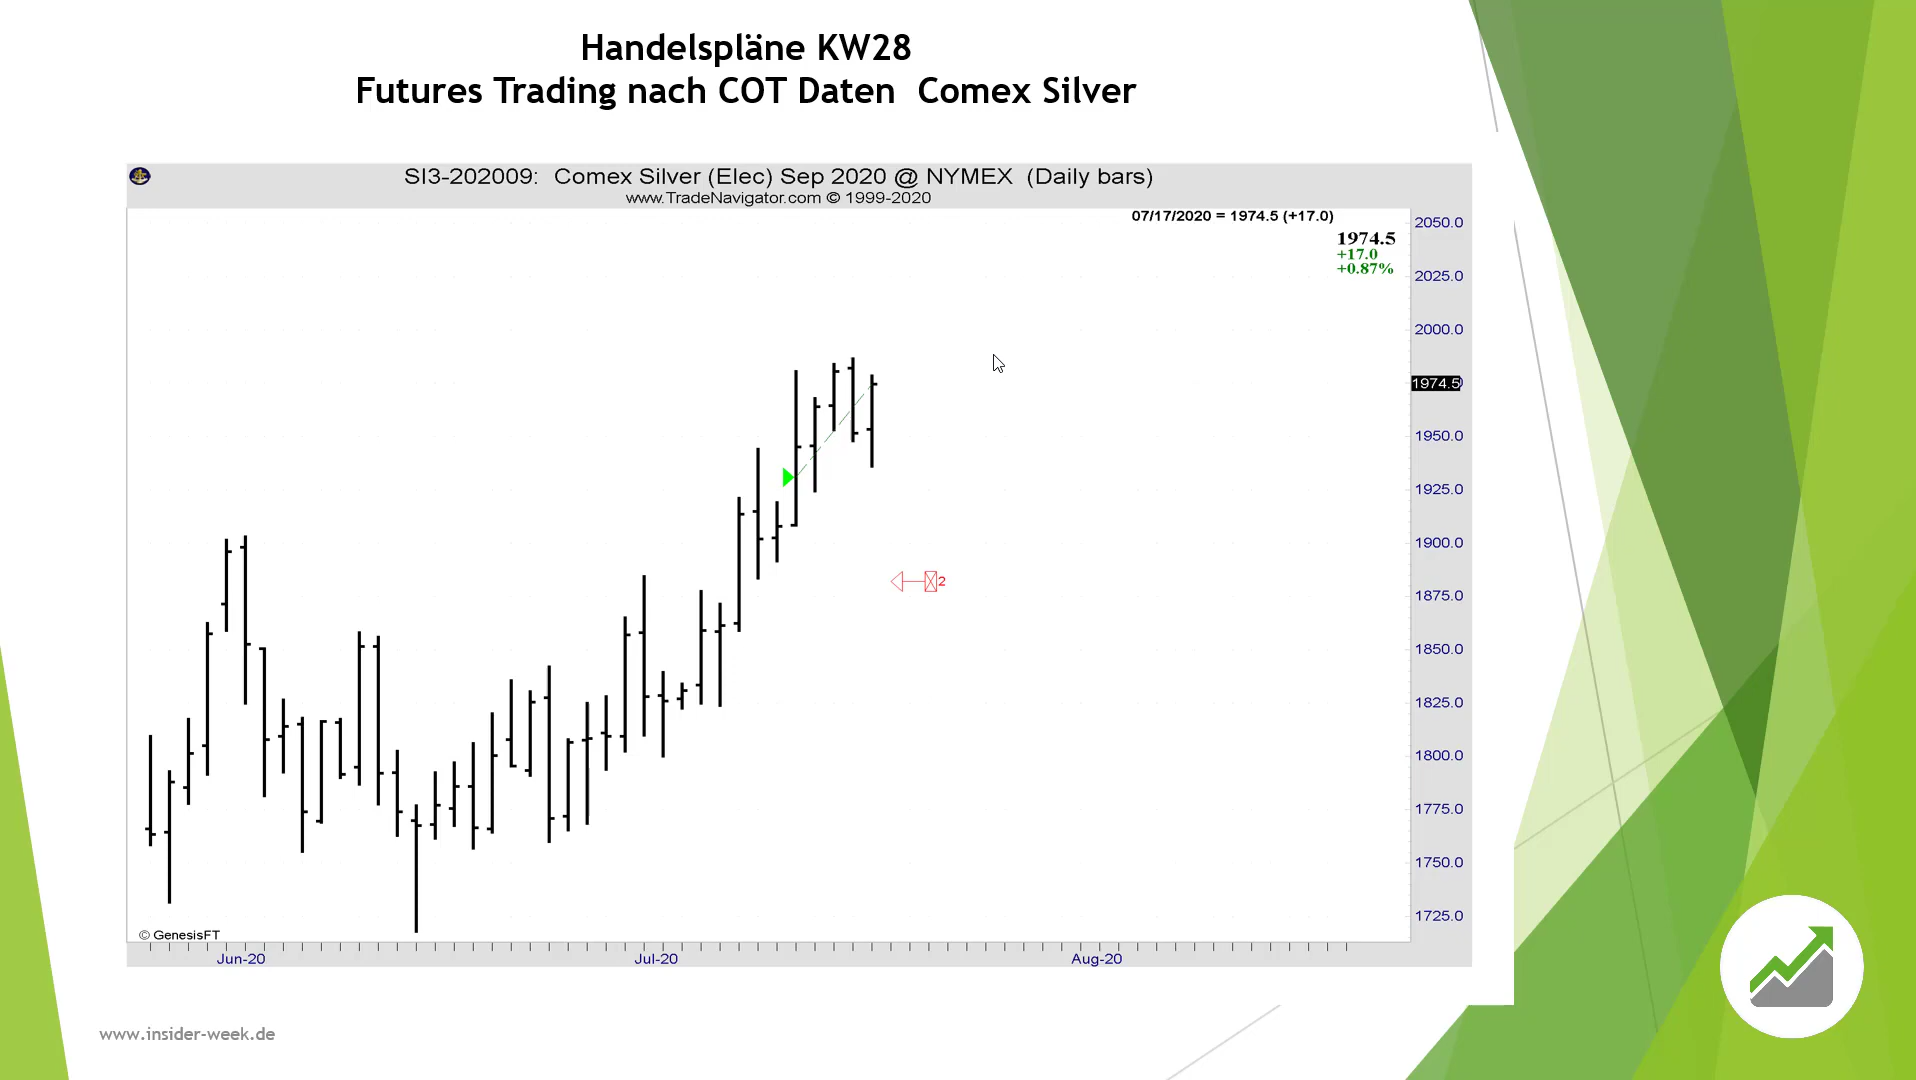 Handelspläne KW28
Futures Trading nach COT Daten  Comex Silver
SI3-202009:  Comex Silver (Elec) Sep 2020 @ NYMEX  (Daily bars)
www.TradeNavigator.com © 1999-2020
07/17/2020 = 1974.5 (+17.0)
1974.5
+17.0
+0.87%
2050.0
2025.0
2000.0
1974.5
1950.0
1925.0
1900.0
1875.0
2
1850.0
1825.0
1800.0
1775.0
1750.0
1725.0
© GenesisFT
Jun-20
Jul-20
Aug-20
www.insider-week.de